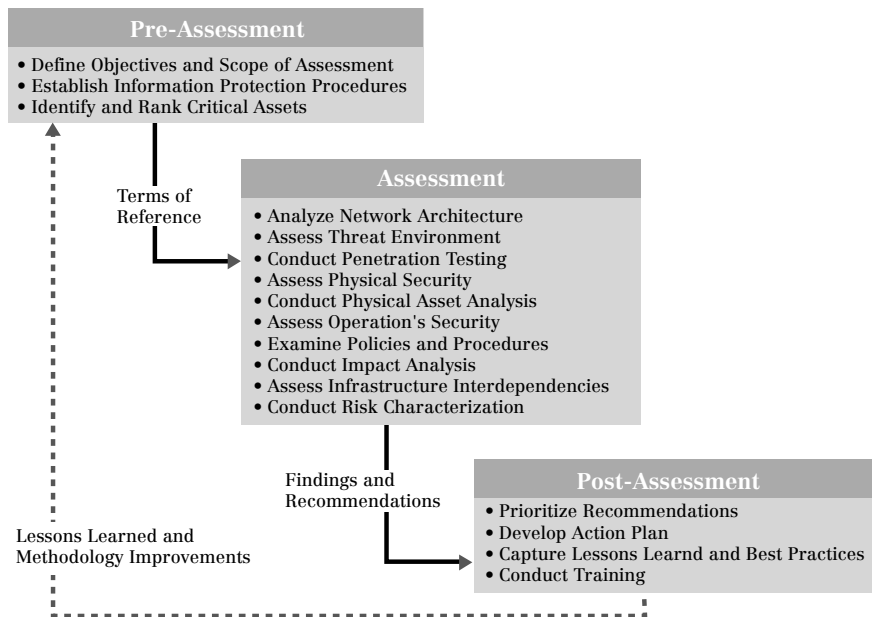 Pre-Assessment
• Define Objectives and Scope of Assessment
• Establish Information Protection Procedures
• Identify and Rank Critical Assets
Terms of
Reference
Assessment
• Analyze Network Architecture
• Assess Threat Environment
• Conduct Penetration Testing
• Assess Physical Security
• Conduct Physical Asset Analysis
• Assess Operation's Security
• Examine Policies and Procedures
• Conduct Impact Analysis
• Assess Infrastructure Interdependencies
• Conduct Risk Characterization
Findings and
Recommendations
Post-Assessment
• Prioritize Recommendations
• Develop Action Plan
• Capture Lessons Learnd and Best Practices
• Conduct Training
Lessons Learned and
Methodology Improvements